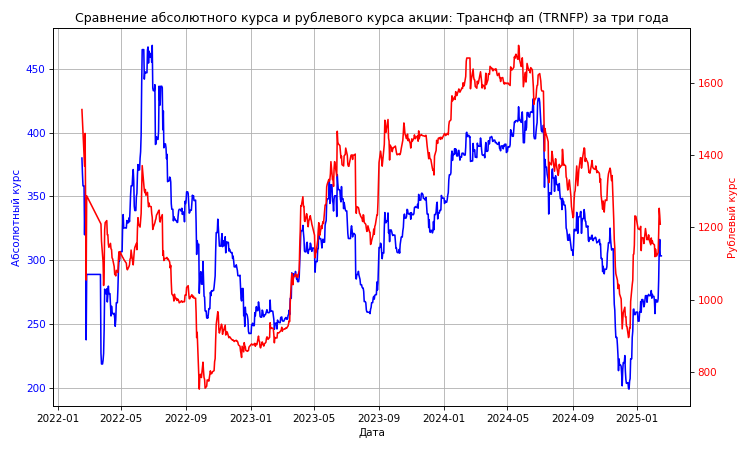 Сравнение абсолютного курса и рублевого курса акции: Транснф ап (TRNFP) за три года
Абсолютный курс
450
400
350
300
250
200
1600
1400
1200
1000
800
Рублевый курс
2022-01 2022-05 2022-09 2023-01 2023-05 2023-09 2024-01 2024-05 2024-09 2025-01
Дата